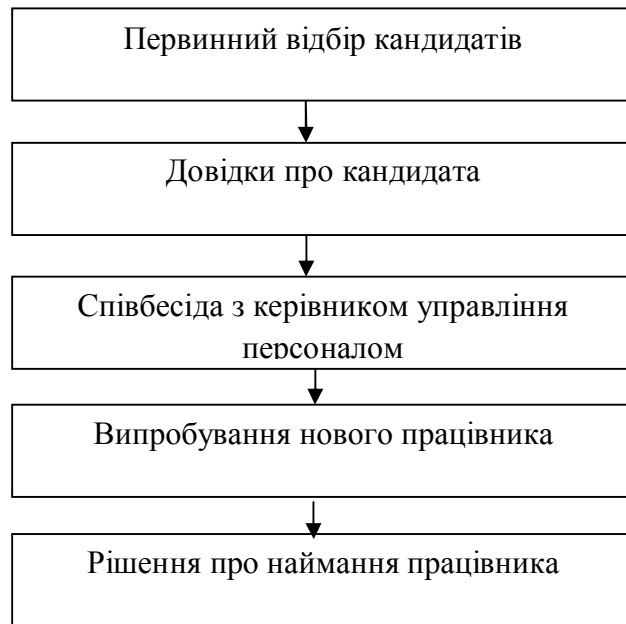 Первинний відбір кандидатів
Довідки про кандидата
Співбесіда з керівником управління
персоналом
Випробування нового працівника
Рішення про наймання працівника